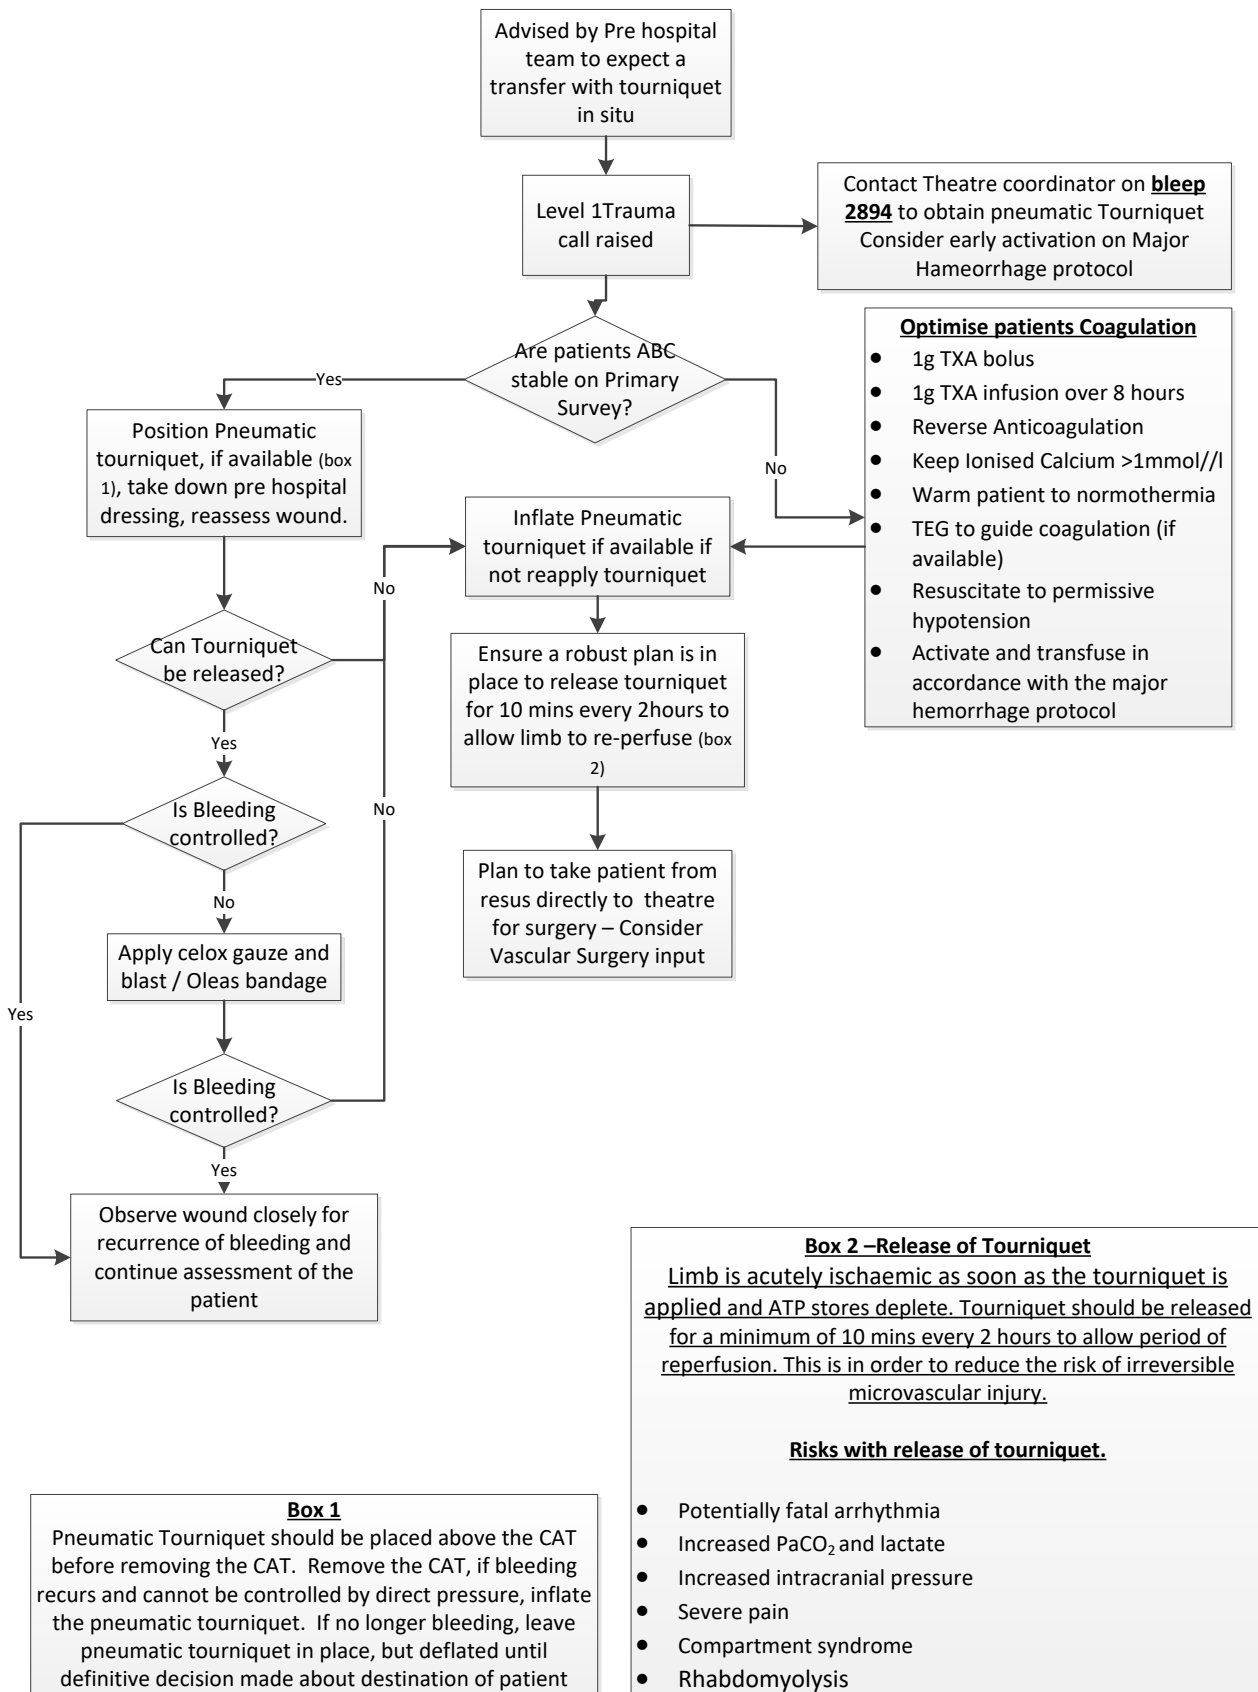 Advised by Pre hospital
team to expect a
transfer with tourniquet
in situ
Level 1Trauma
call raised
Contact Theatre coordinator on bleep
2894 to obtain pneumatic Tourniquet
Consider early activation on Major
Hameorrhage protocol
Are patients ABC
stable on Primary
Survey?
Yes
No
Optimise patients Coagulation
• 1g TXA bolus
• 1g TXA infusion over 8 hours
• Reverse Anticoagulation
• Keep Ionised Calcium >1mmol//l
• Warm patient to normothermia
• TEG to guide coagulation (if
available)
• Resuscitate to permissive
hypotension
• Activate and transfuse in
accordance with the major
hemorrhage protocol
Position Pneumatic
tourniquet, if available (box
1), take down pre hospital
dressing, reassess wound.
Inflate Pneumatic
tourniquet if available if
not reapply tourniquet
No
Can Tourniquet
be released?
Yes
Ensure a robust plan is in
place to release tourniquet
for 10 mins every 2hours to
allow limb to re-perfuse (box
2)
Is Bleeding
controlled?
No
No
Yes
Plan to take patient from
resus directly to theatre
for surgery – Consider
Vascular Surgery input
Apply celox gauze and
blast / Oleas bandage
Is Bleeding
controlled?
Yes
Observe wound closely for
recurrence of bleeding and
continue assessment of the
patient
Box 1
Pneumatic Tourniquet should be placed above the CAT
before removing the CAT. Remove the CAT, if bleeding
recurs and cannot be controlled by direct pressure, inflate
the pneumatic tourniquet. If no longer bleeding, leave
pneumatic tourniquet in place, but deflated until
definitive decision made about destination of patient
Box 2 –Release of Tourniquet
Limb is acutely ischaemic as soon as the tourniquet is
applied and ATP stores deplete. Tourniquet should be released
for a minimum of 10 mins every 2 hours to allow period of
reperfusion. This is in order to reduce the risk of irreversible
microvascular injury.
Risks with release of tourniquet.
• Potentially fatal arrhythmia
• Increased PaCO₂ and lactate
• Increased intracranial pressure
• Severe pain
• Compartment syndrome
• Rhabdomyolysis